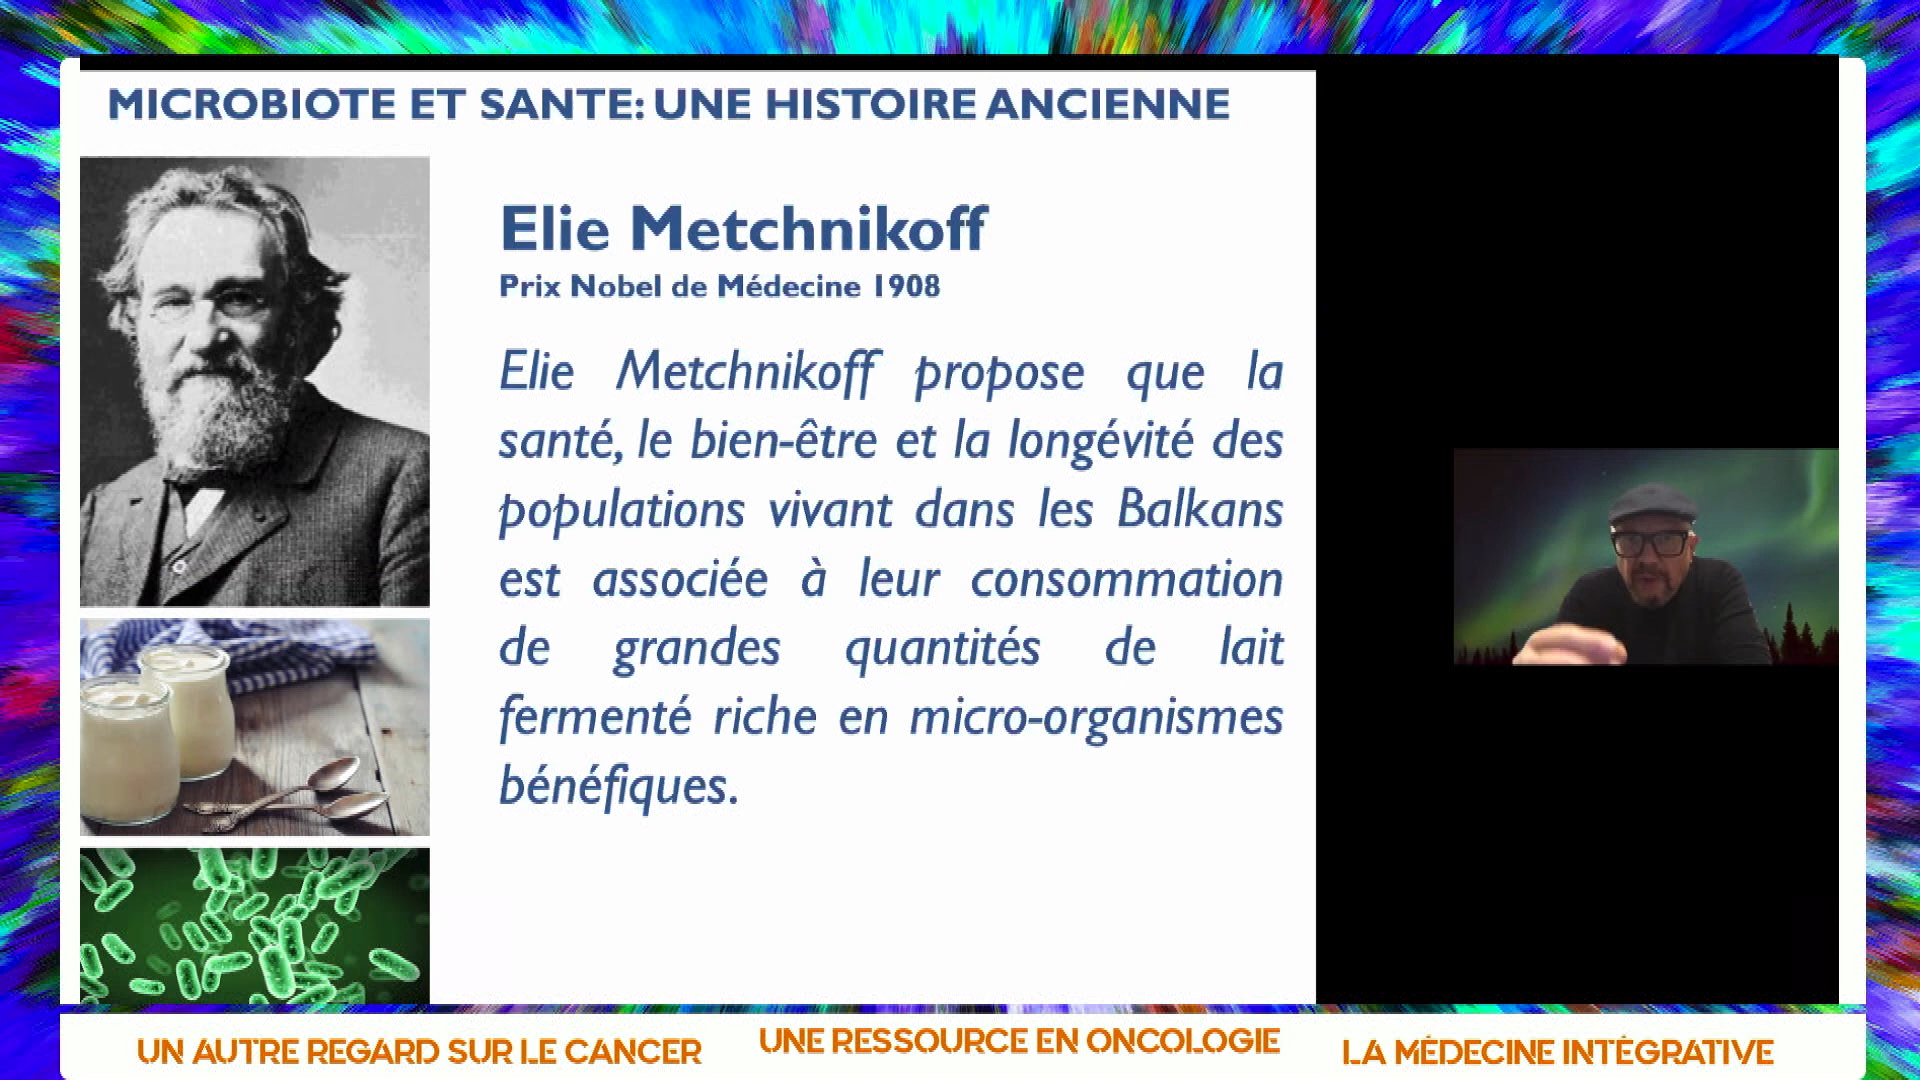 MICROBIOTE ET SANTE: UNE HISTOIRE ANCIENNE
Elie Metchnikoff
Prix Nobel de Médecine 1908
Elie Metchnikoff propose que la
santé, le bien-être et la longévité des
populations vivant dans les Balkans
est associée à leur consommation
de grandes quantités de lait
fermenté riche en micro-organismes
bénéfiques.
UN AUTRE REGARD SUR LE CANCER
UNE RESSOURCE EN ONCOLOGIE
LA MÉDECINE INTÉGRATIVE